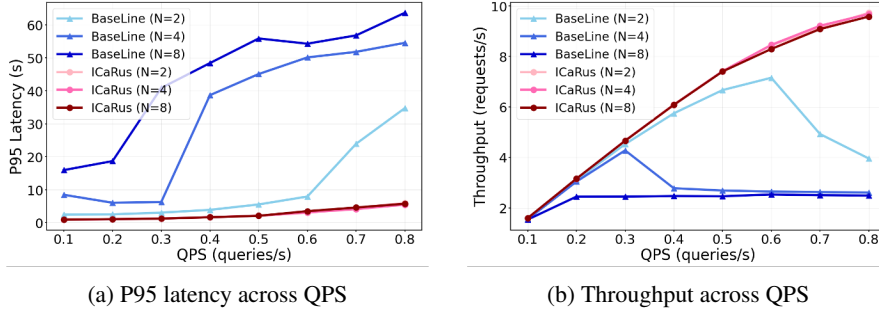 P95 Latency (s)
60
50
40
30
20
10
0
BaseLine (N=2)
BaseLine (N=4)
BaseLine (N=8)
ICaRus (N=2)
ICaRus (N=4)
ICaRus (N=8)
0.1 0.2 0.3 0.4 0.5 0.6 0.7 0.8
QPS (queries/s)
(a) P95 latency across QPS
Throughput (requests/s)
10
8
6
4
2
BaseLine (N=2)
BaseLine (N=4)
BaseLine (N=8)
ICaRus (N=2)
ICaRus (N=4)
ICaRus (N=8)
0.1 0.2 0.3 0.4 0.5 0.6 0.7 0.8
QPS (queries/s)
(b) Throughput across QPS